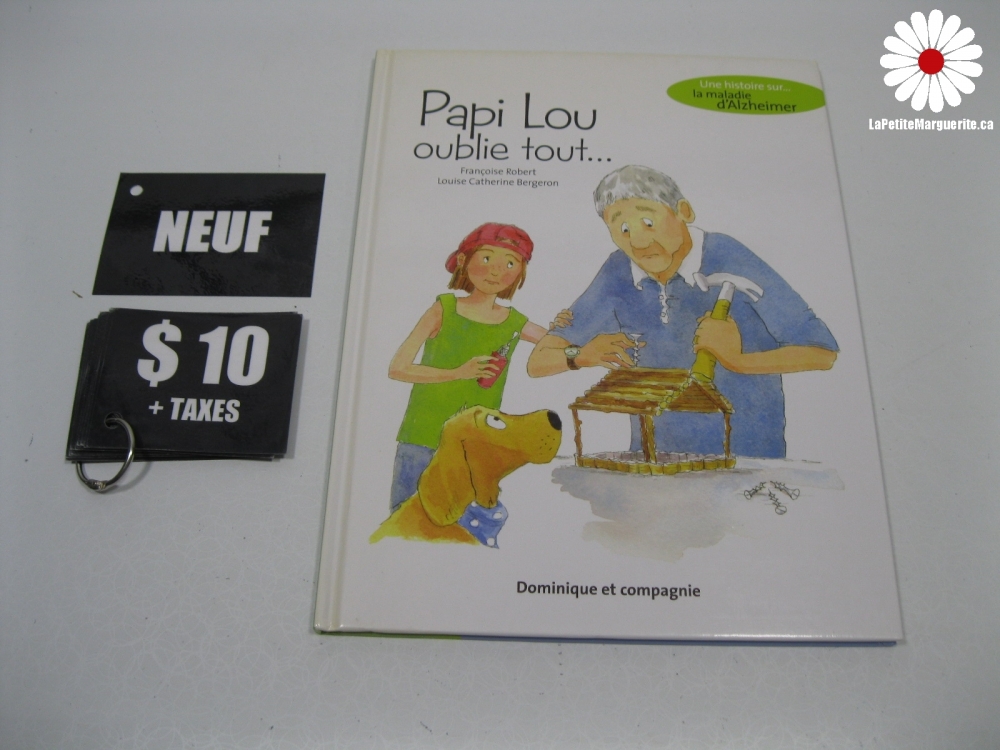 LaPetiteMarguerite.ca
Une histoire sur...
la maladie
d'Alzheimer
Papi Lou
oublie tout...
Françoise Robert
Louise Catherine Bergeron
Dominique et compagnie
NEUF
$ 10
+ TAXES